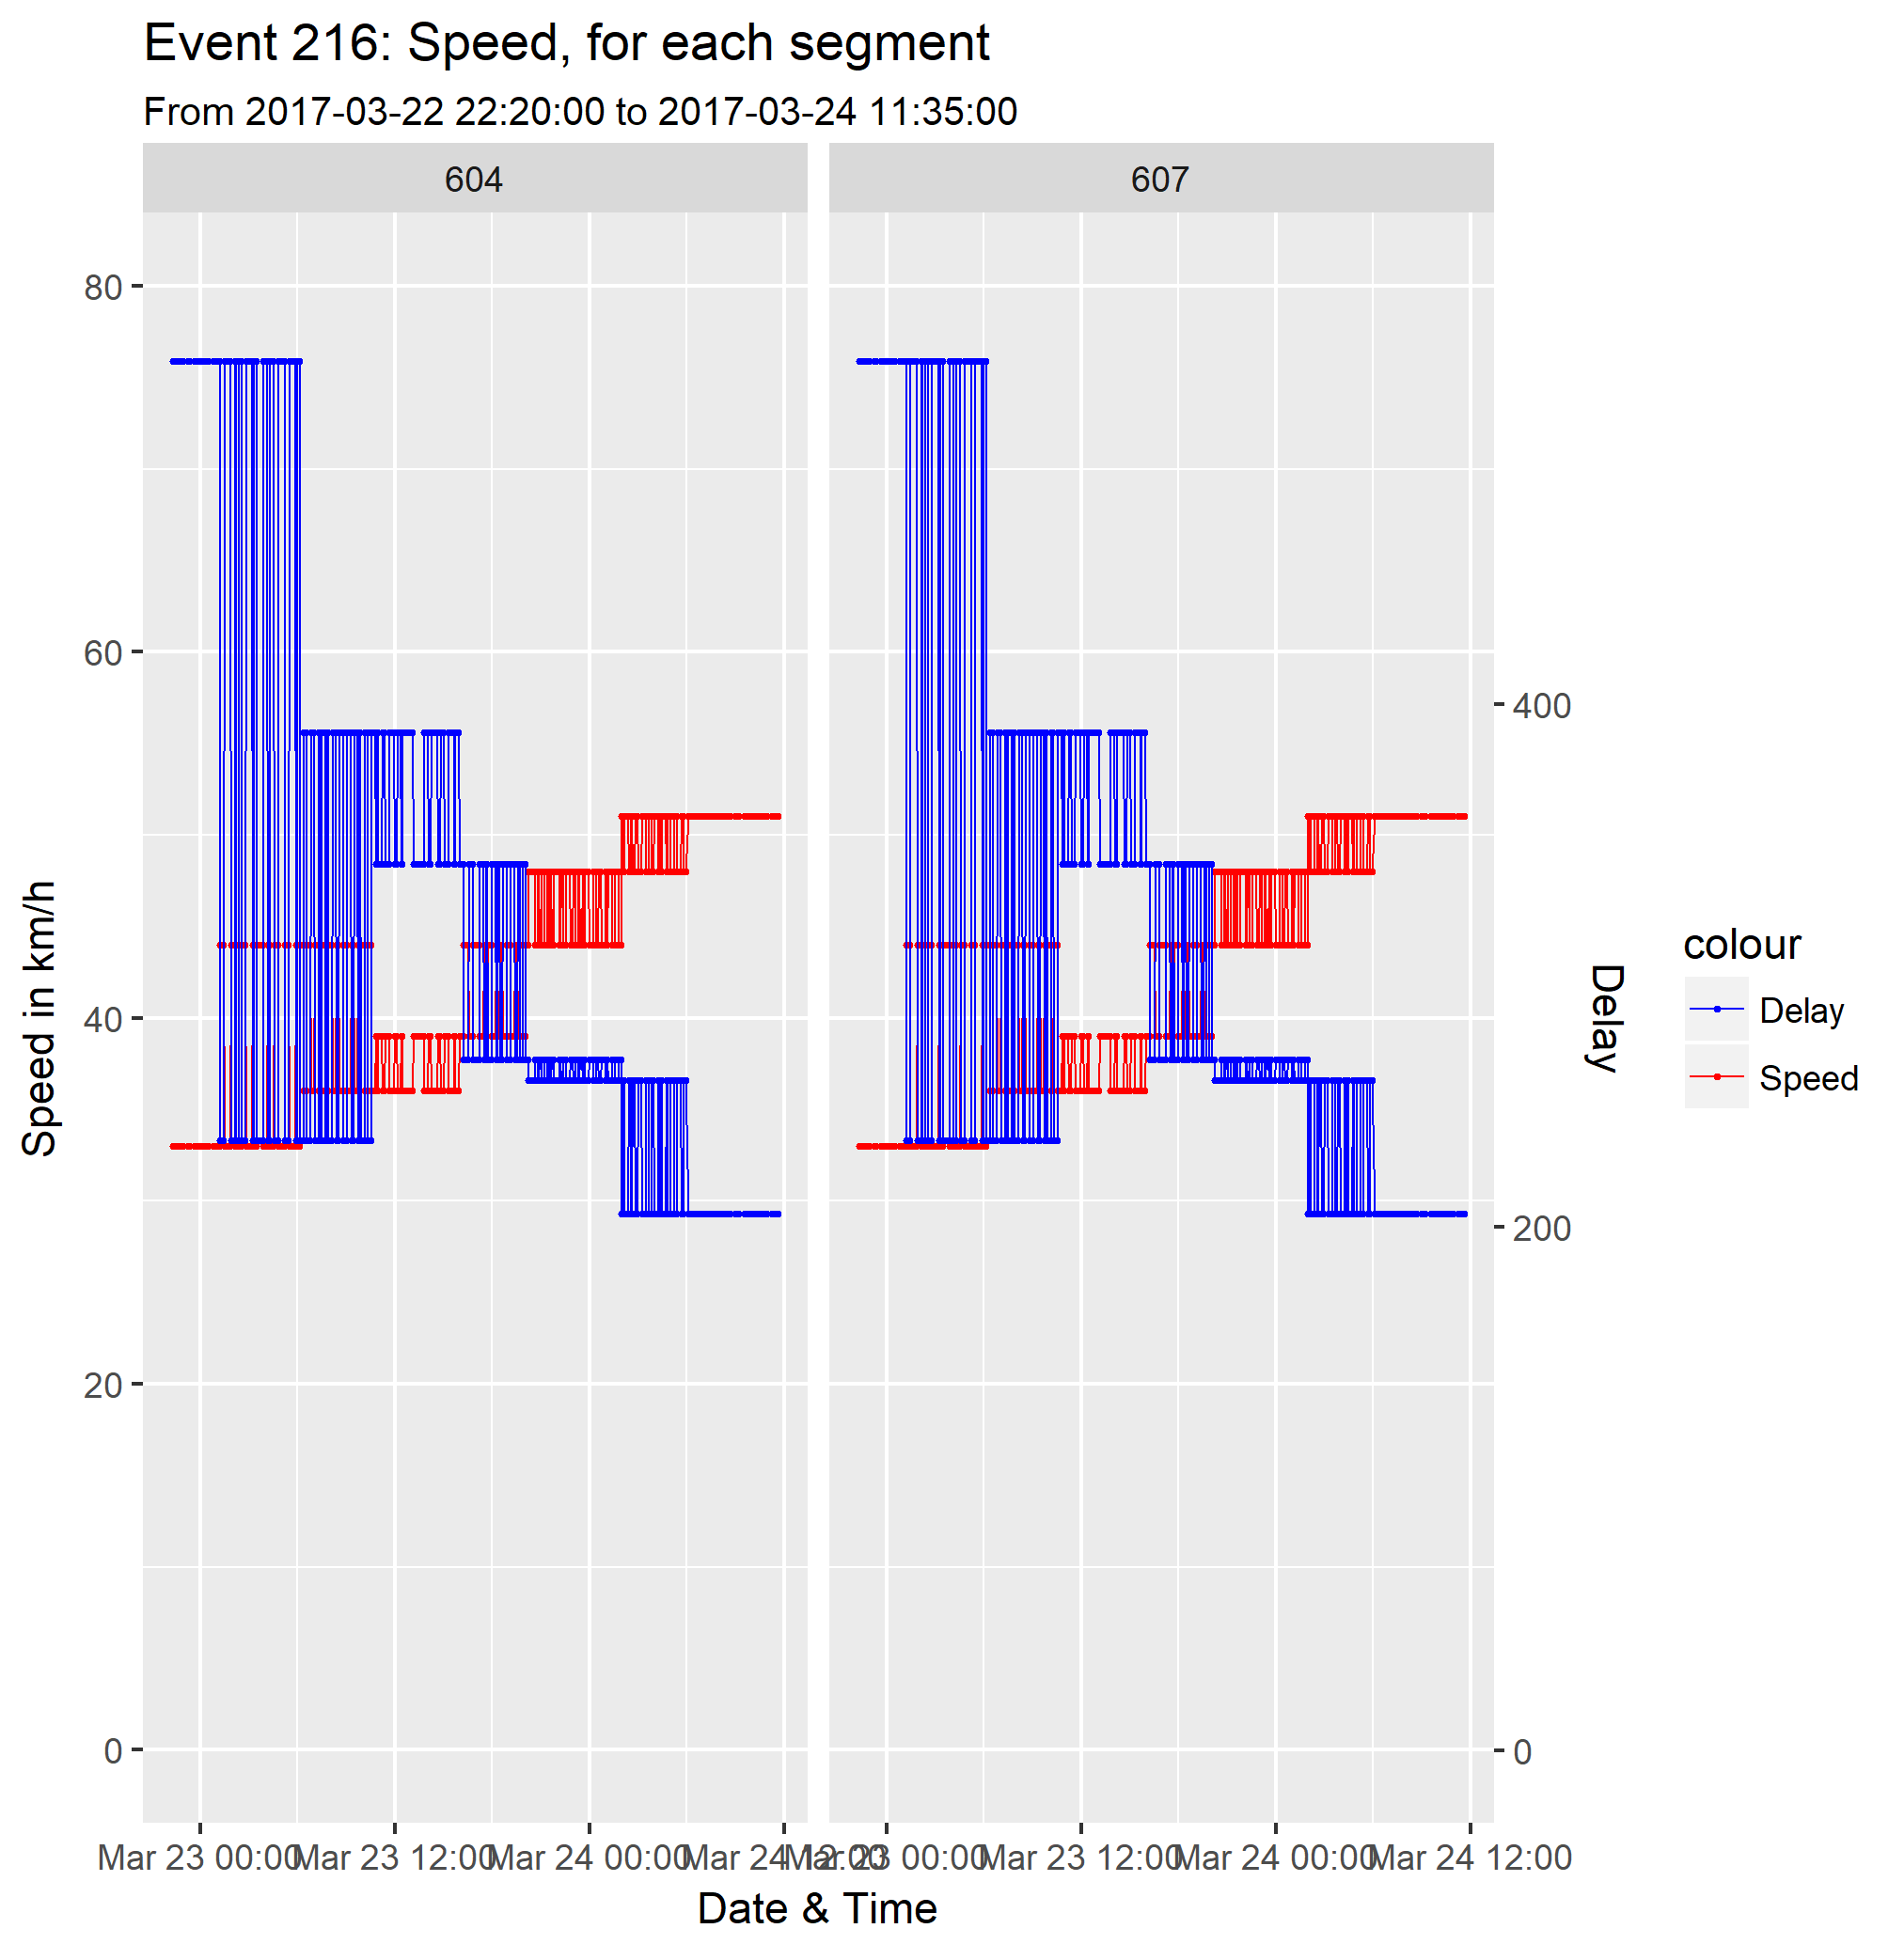 Event 216: Speed, for each segment
From 2017-03-22 22:20:00 to 2017-03-24 11:35:00
604
607
80
60
40
20
0
Speed in km/h
400
200
0
Delay
colour
Delay
Speed
Mar 23 00:00
Mar 23 12:00
Mar 24 00:00
Mar 24 12:00
Mar 23 00:00
Mar 23 12:00
Mar 24 00:00
Mar 24 12:00
Date & Time